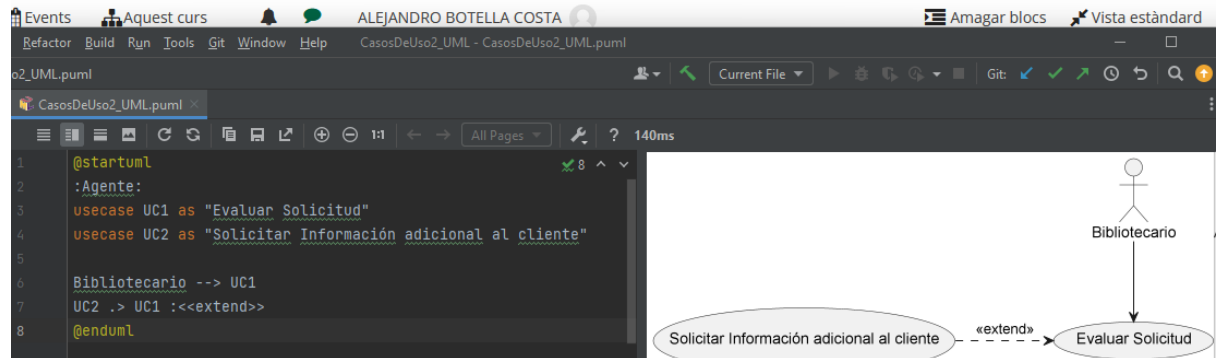 Events Aquest curs ALEJANDRO BOTELLA COSTA Amagar blocs Vista estàndard
Refactor Build Run Tools Git Window Help CasosDeUso2_UML - CasosDeUso2_UML.puml
o2_UML.puml Current File Git:
CasosDeUso2_UML.puml
1:1 All Pages ? 140ms
1 @startuml 8
2 :Agente:
3 usecase UC1 as "Evaluar Solicitud"
4 usecase UC2 as "Solicitar Información adicional al cliente"
5
6 Bibliotecario --> UC1
7 UC2 .> UC1 :<<extend>>
8 @enduml
Bibliotecario
«extend»
Solicitar Información adicional al cliente Evaluar Solicitud